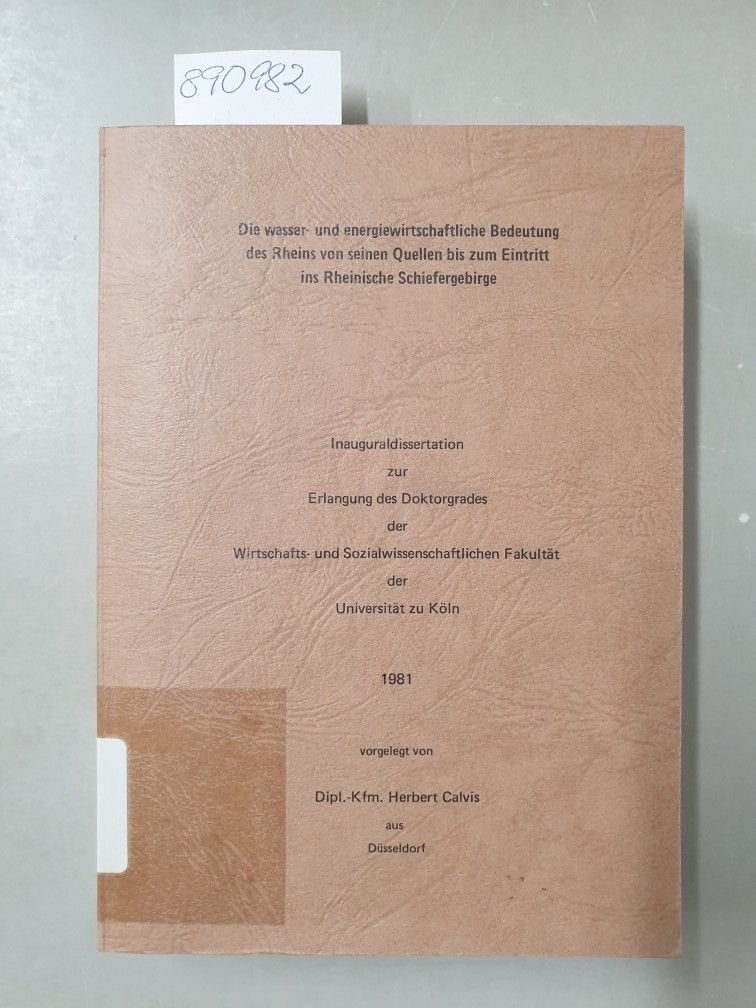 890982
Die wasser- und energiewirtschaftliche Bedeutung
des Rheins von seinen Quellen bis zum Eintritt
ins Rheinische Schiefergebirge
Inauguraldissertation
zur
Erlangung des Doktorgrades
der
Wirtschafts- und Sozialwissenschaftlichen Fakultät
der
Universität zu Köln
1981
vorgelegt von
Dipl.-Kfm. Herbert Calvis
aus
Düsseldorf